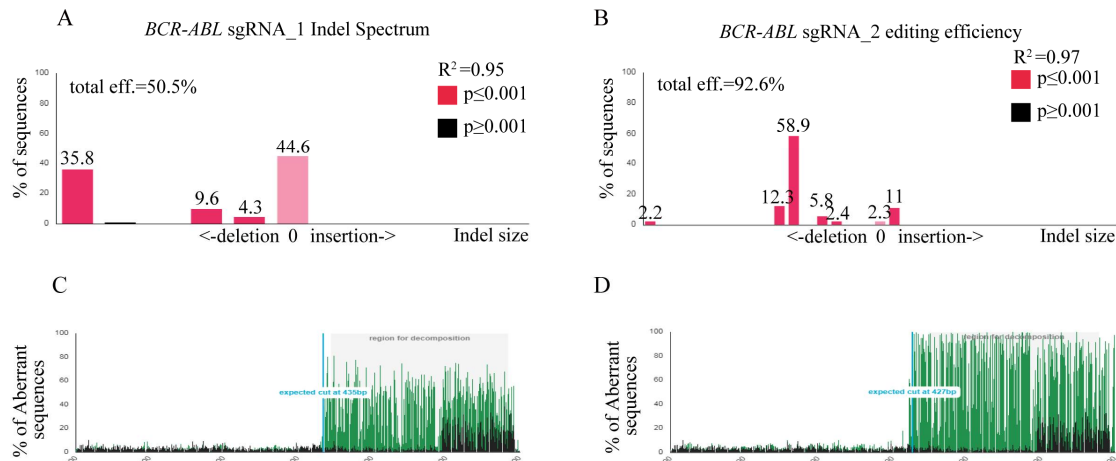 A
BCR-ABL sgRNA_1 Indel Spectrum
R²=0.95
total eff.=50.5%
p≤0.001
p≥0.001
% of sequences
100
80
60
40
20
0
35.8
9.6
4.3
44.6
<-deletion 0 insertion->
Indel size
B
BCR-ABL sgRNA_2 editing efficiency
R²=0.97
total eff.=92.6%
p≤0.001
p≥0.001
% of sequences
100
80
60
40
20
0
2.2
12.3
58.9
5.8
2.4
2.3
11
<-deletion 0 insertion->
Indel size
C
% of Aberrant
sequences
100
80
60
40
20
0
region for decomposition
expected cut at 435bp
D
% of Aberrant
sequences
100
80
60
40
20
0
region for decomposition
expected cut at 427bp